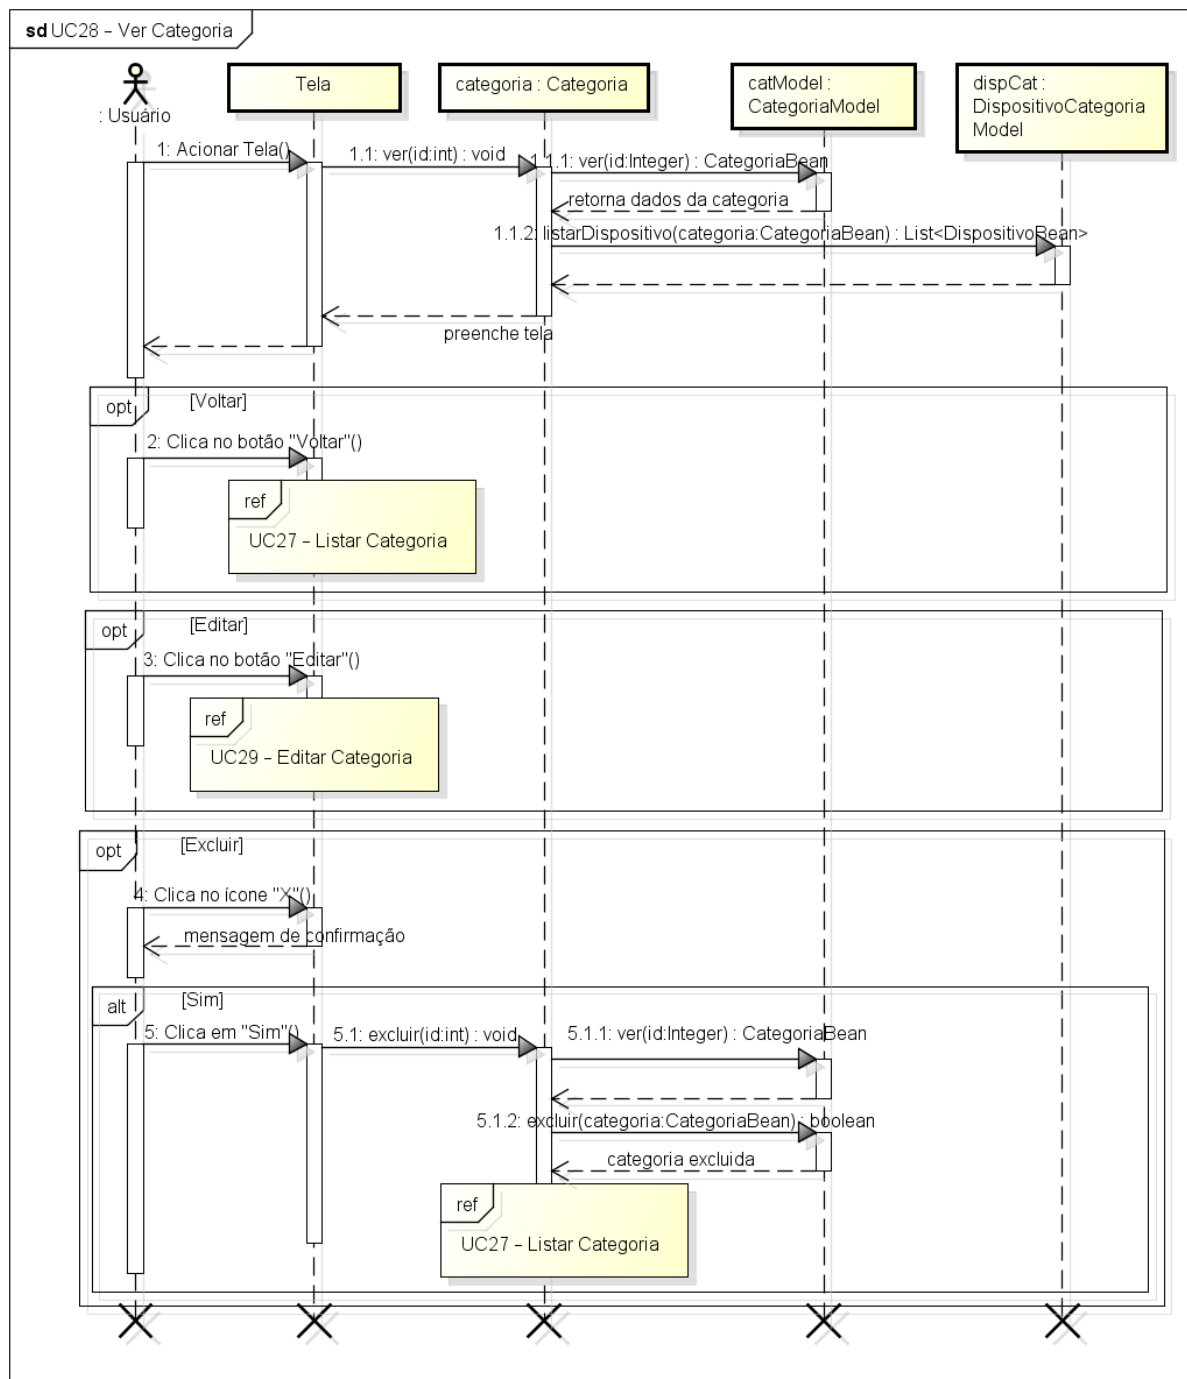 sd UC28 – Ver Categoria
: Usuário
Tela
categoria : Categoria
catModel :
CategoriaModel
dispCat :
DispositivoCategoria
Model
1: Acionar Tela()
1.1: ver(id:int) : void
1.1.1: ver(id:Integer) : CategoriaBean
retorna dados da categoria
1.1.2: listarDispositivo(categoria:CategoriaBean) : List<DispositivoBean>
preenche tela
opt
[Voltar]
2: Clica no botão "Voltar"()
ref
UC27 – Listar Categoria
opt
[Editar]
3: Clica no botão "Editar"()
ref
UC29 – Editar Categoria
opt
[Excluir]
4: Clica no ícone "X"()
mensagem de confirmação
alt
[Sim]
5: Clica em "Sim"()
5.1: excluir(id:int) : void
5.1.1: ver(id:Integer) : CategoriaBean
5.1.2: excluir(categoria:CategoriaBean) : boolean
categoria excluida
ref
UC27 – Listar Categoria